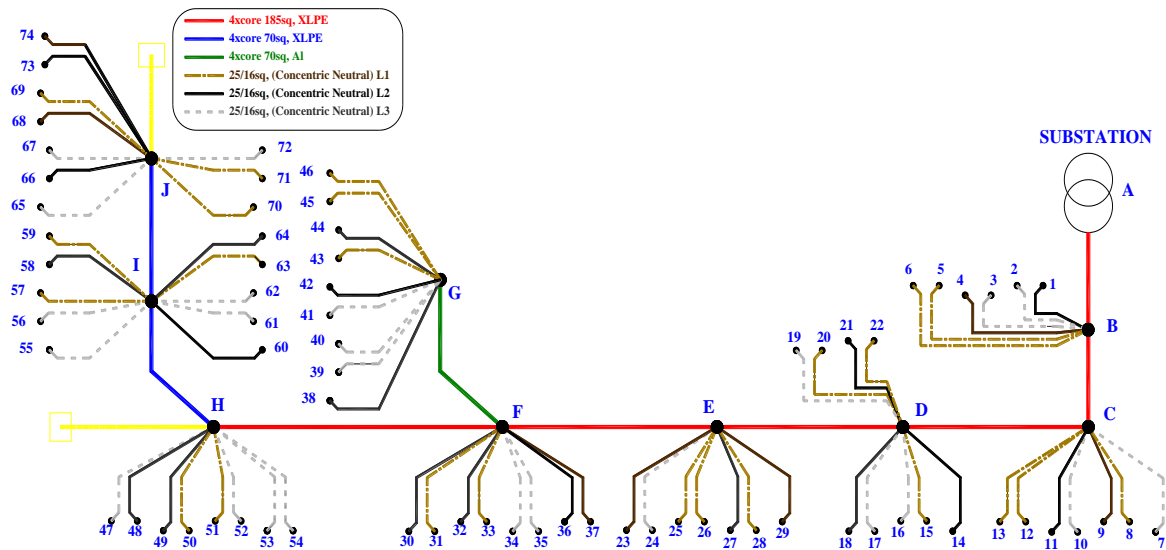 74
73
69
68
67
66
65
72
71
70
J
4xcore 185sq, XLPE
4xcore 70sq, XLPE
4xcore 70sq, Al
25/16sq, (Concentric Neutral) L1
25/16sq, (Concentric Neutral) L2
25/16sq, (Concentric Neutral) L3
59
58
57
56
55
I
64
63
62
61
60
46
45
44
43
42
41
40
39
38
G
SUBSTATION
A
6 5 4 3 2 1
B
19 20 21 22
H
F
E
D
C
47 48 49 50 51 52 53 54
30 31 32 33 34 35 36 37
23 24 25 26 27 28 29
18 17 16 15 14
13 12 11 10 9 8 7